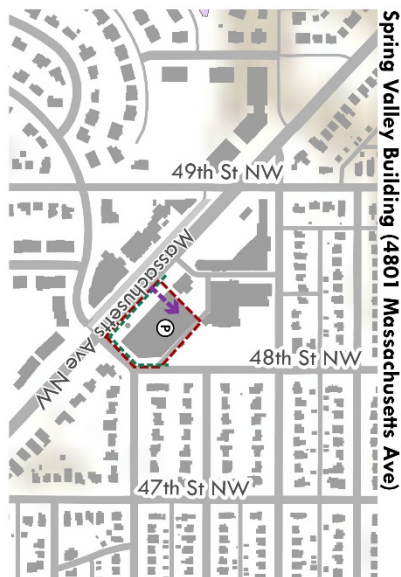 Spring Valley Building (4801 Massachusetts Ave)
49th St NW
Massachusetts Ave NW
P
48th St NW
47th St NW